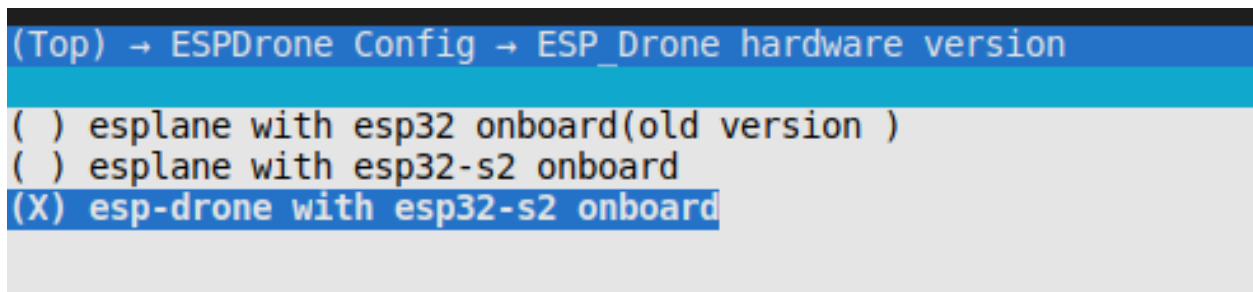 (Top) → ESPDrone Config → ESP_Drone hardware version
( ) esplane with esp32 onboard(old version )
( ) esplane with esp32-s2 onboard
(X) esp-drone with esp32-s2 onboard